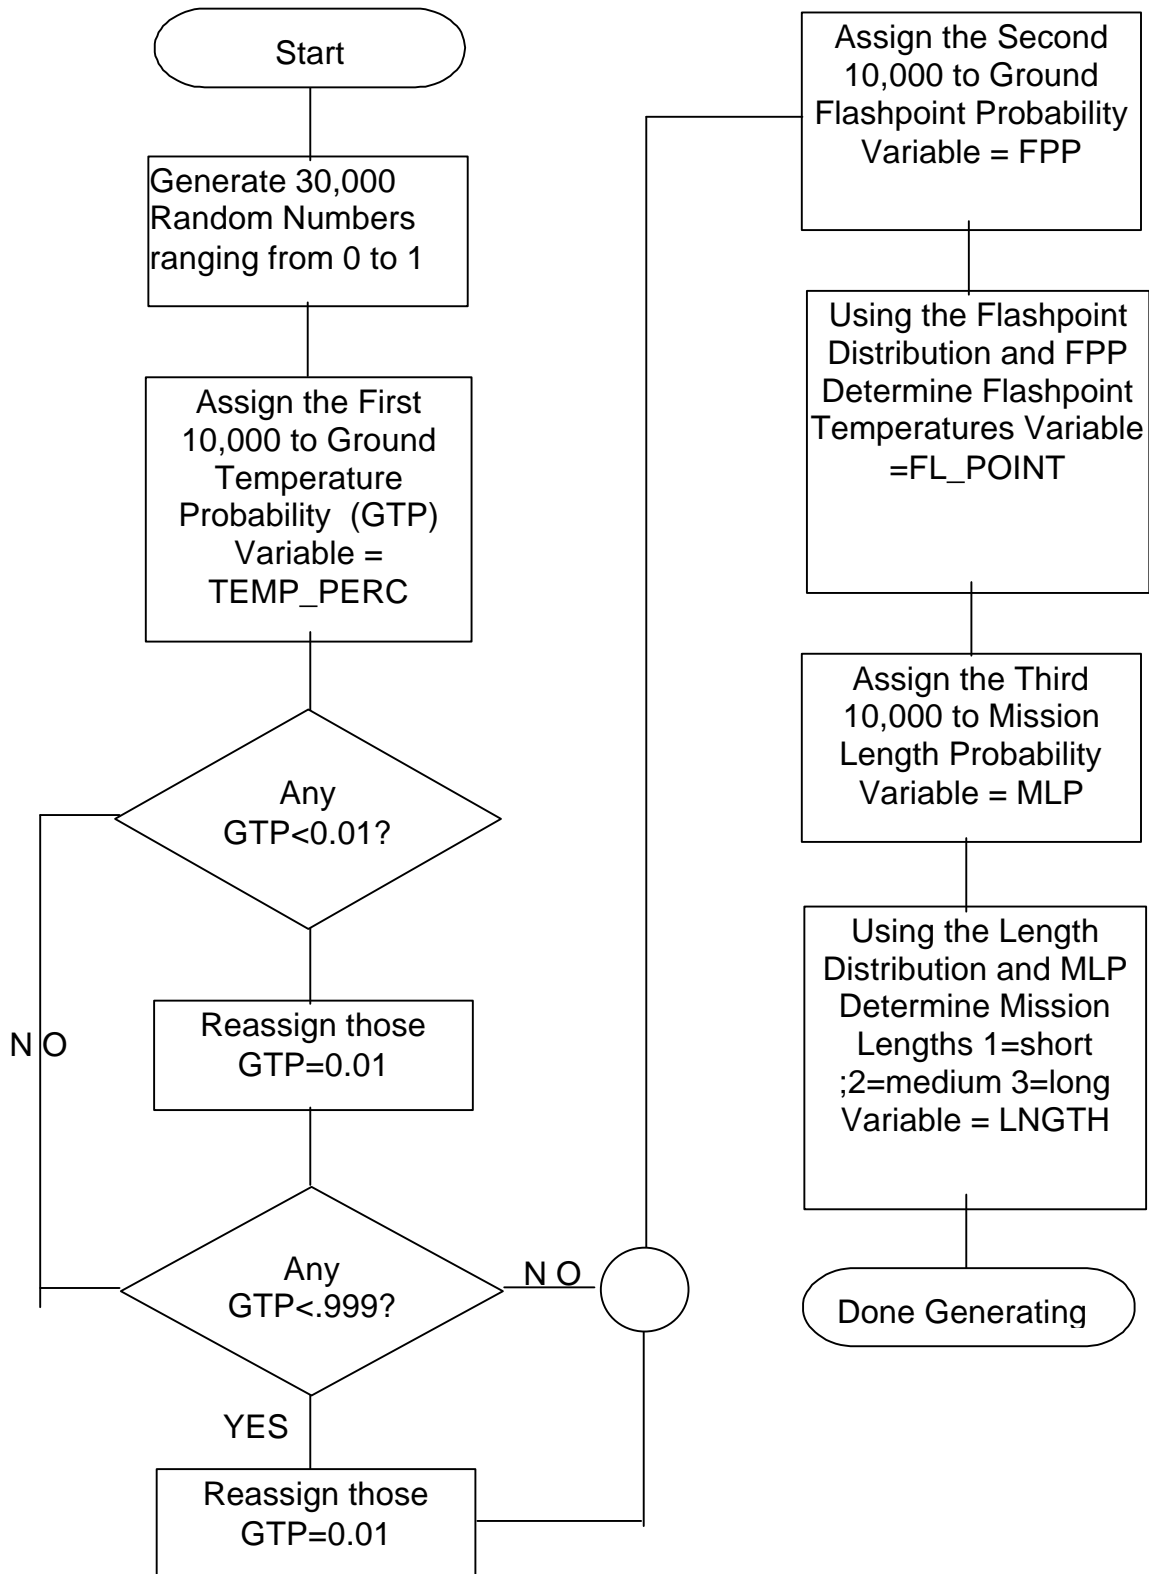 Start
Generate 30,000
Random Numbers
ranging from 0 to 1
Assign the First
10,000 to Ground
Temperature
Probability (GTP)
Variable =
TEMP_PERC
Any
GTP<0.01?
NO
Reassign those
GTP=0.01
Any
GTP<.999?
NO
YES
Reassign those
GTP=0.01
Assign the Second
10,000 to Ground
Flashpoint Probability
Variable = FPP
Using the Flashpoint
Distribution and FPP
Determine Flashpoint
Temperatures Variable
=FL_POINT
Assign the Third
10,000 to Mission
Length Probability
Variable = MLP
Using the Length
Distribution and MLP
Determine Mission
Lengths 1=short
;2=medium 3=long
Variable = LNGTH
Done Generating